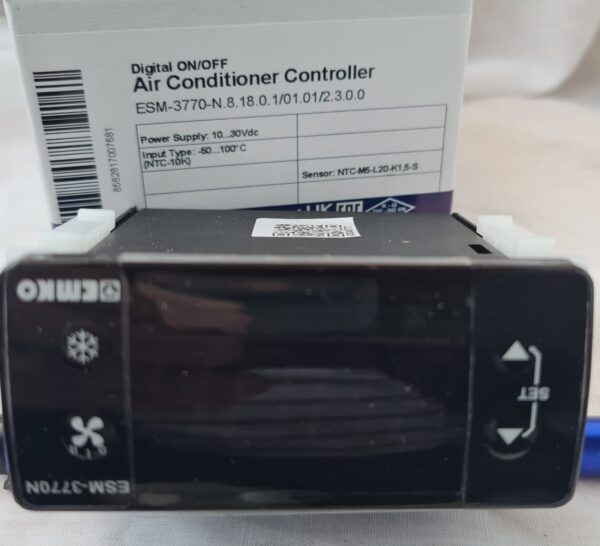 Digital ON/OFF
Air Conditioner Controller
ESM-3770-N.8.18.0.1/01.01/2.3.0.0
Power Supply: 10...30Vdc
Input Type: -50...100°C
(NTC-10K)
Sensor: NTC-M5-L20-K1,5-S
8682817007681
EAC
EMKO
SET
ESM-3770N